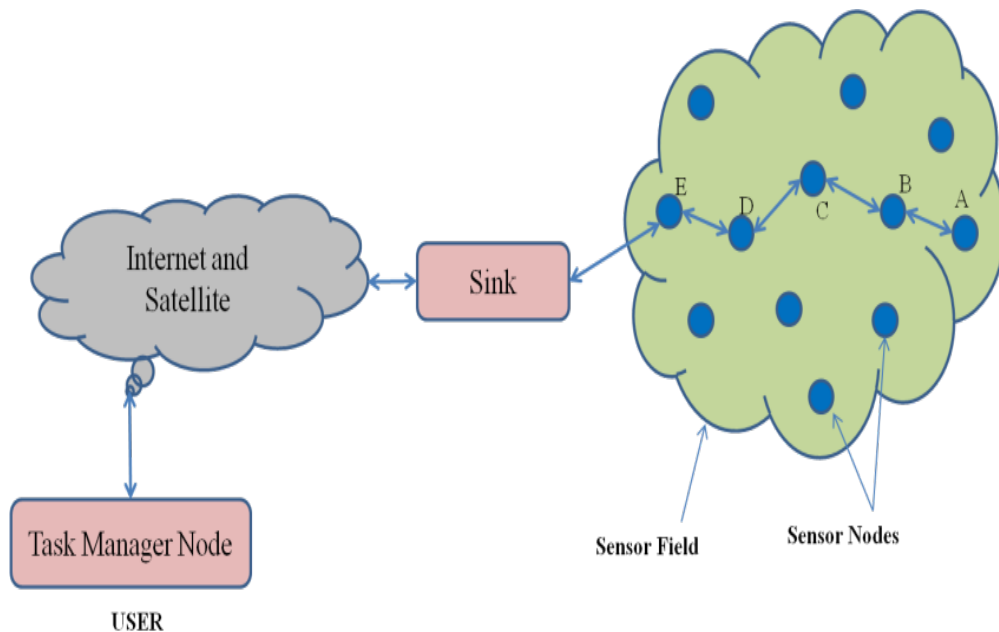 E
D
C
B
A
Internet and
Satellite
Sink
Task Manager Node
USER
Sensor Field
Sensor Nodes